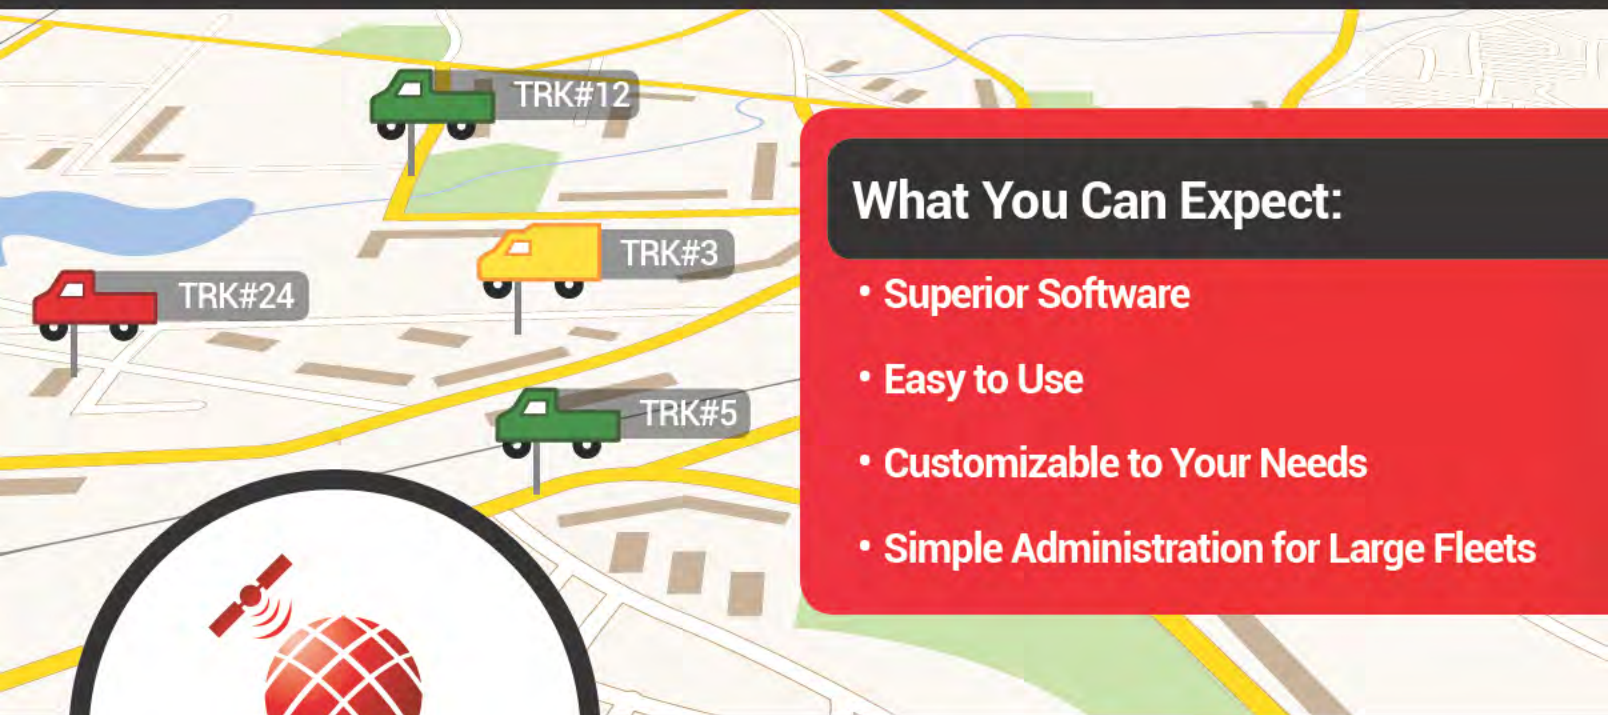 TRK#12
TRK#3
TRK#24
TRK#5
What You Can Expect:
• Superior Software
• Easy to Use
• Customizable to Your Needs
• Simple Administration for Large Fleets